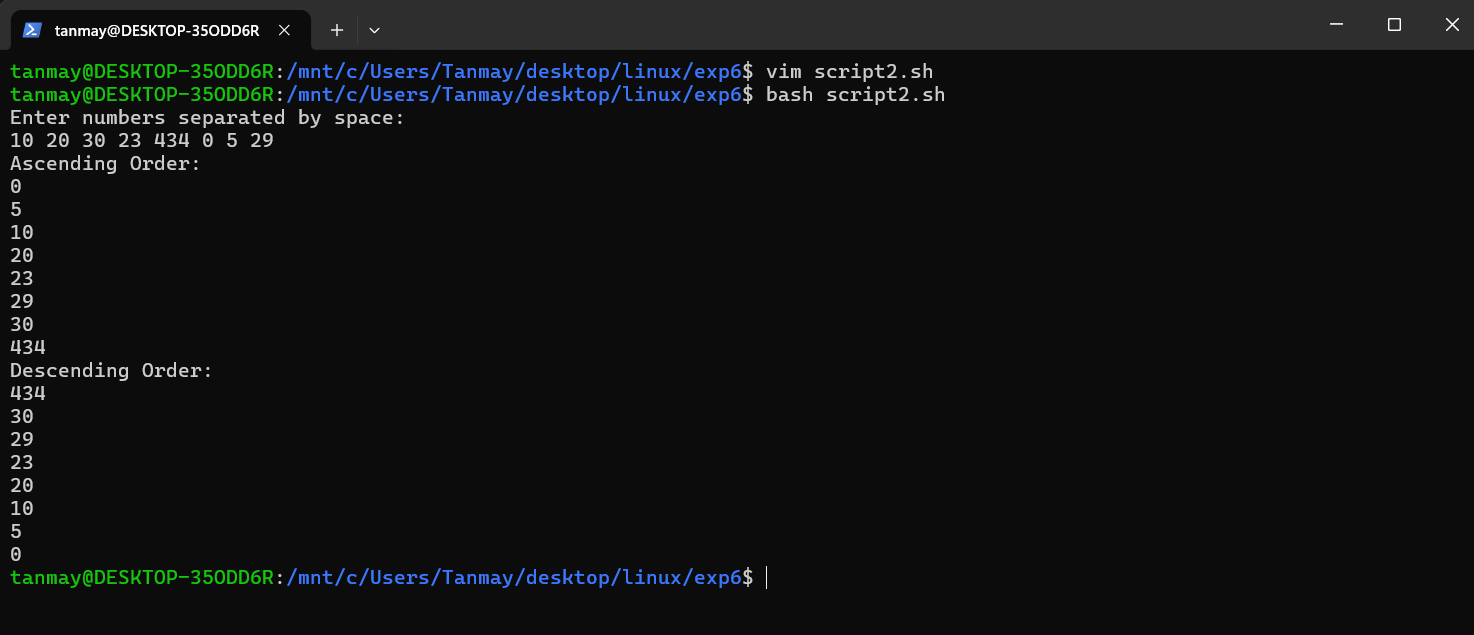 tanmay@DESKTOP-35ODD6R
tanmay@DESKTOP-35ODD6R:/mnt/c/Users/Tanmay/desktop/linux/exp6$ vim script2.sh
tanmay@DESKTOP-35ODD6R:/mnt/c/Users/Tanmay/desktop/linux/exp6$ bash script2.sh
Enter numbers separated by space:
10 20 30 23 434 0 5 29
Ascending Order:
0
5
10
20
23
29
30
434
Descending Order:
434
30
29
23
20
10
5
0
tanmay@DESKTOP-35ODD6R:/mnt/c/Users/Tanmay/desktop/linux/exp6$